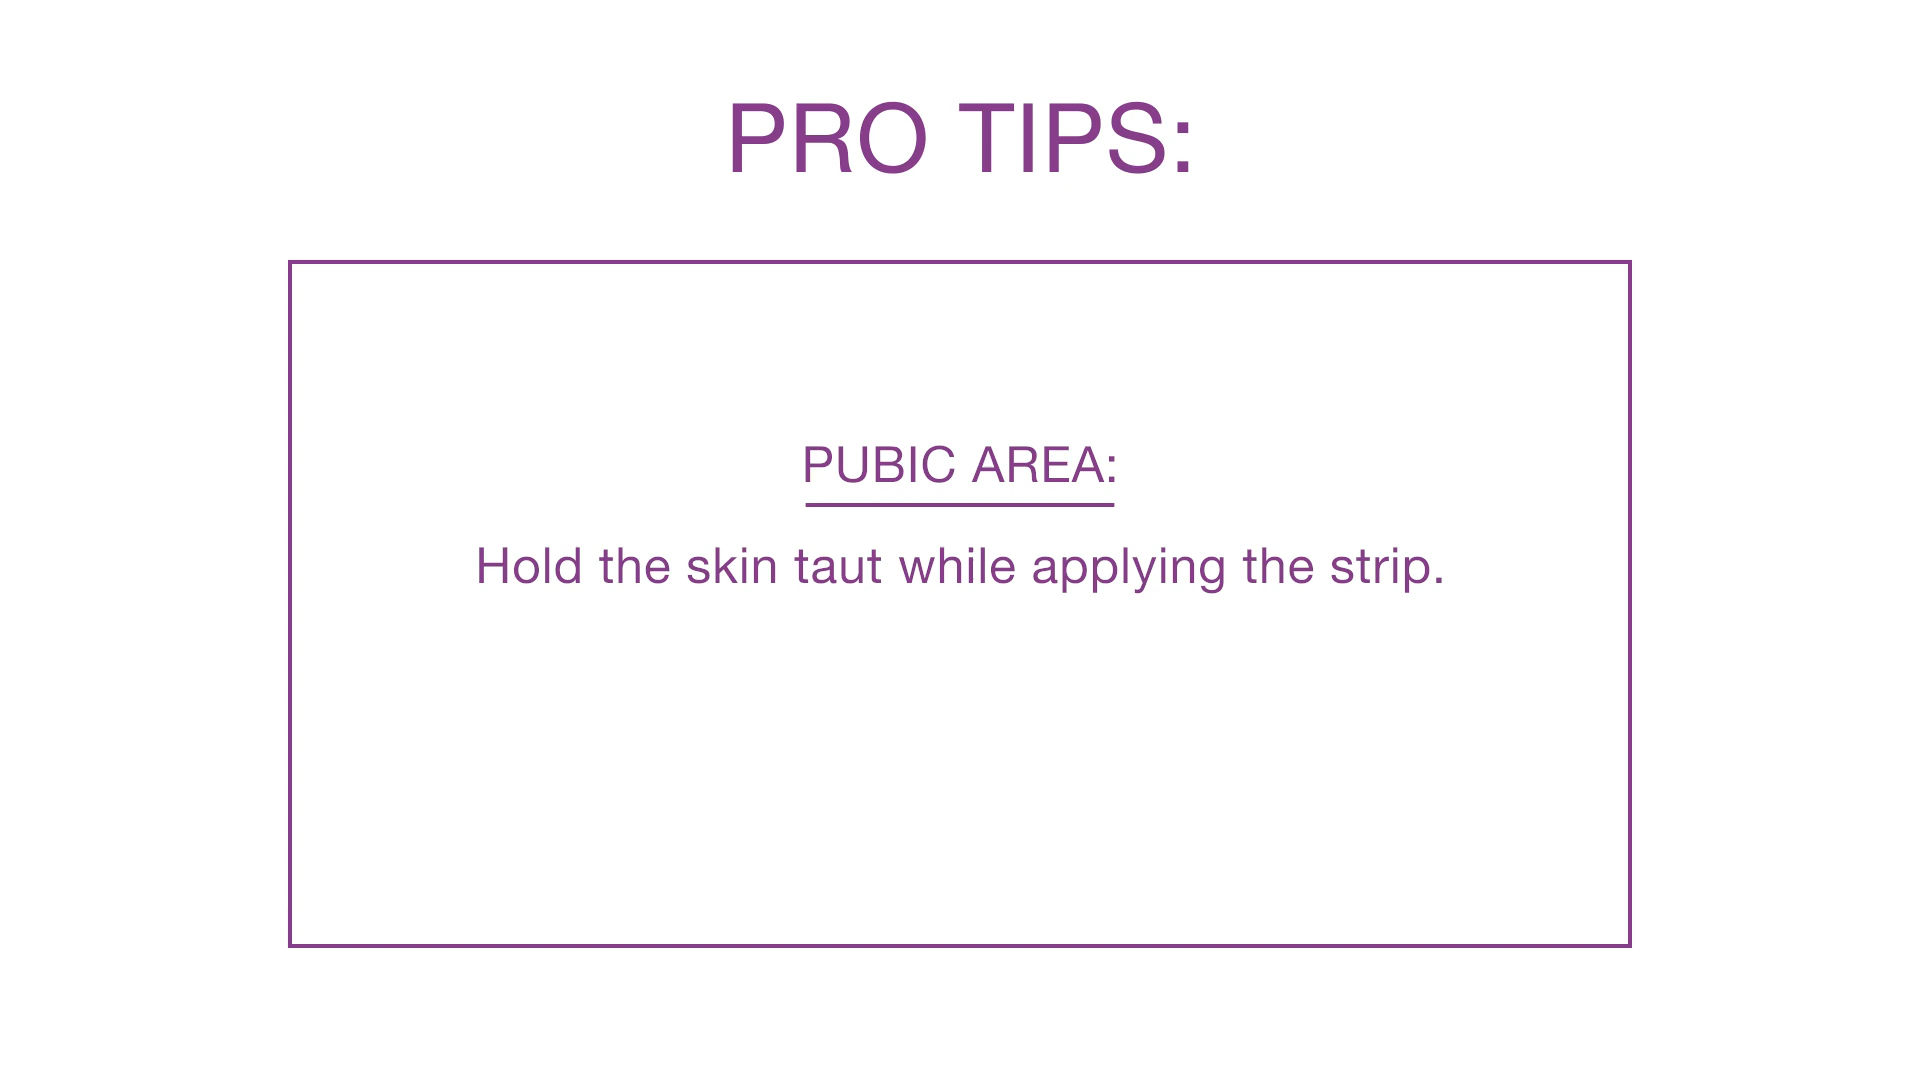 PRO TIPS:
PUBIC AREA:
Hold the skin taut while applying the strip.